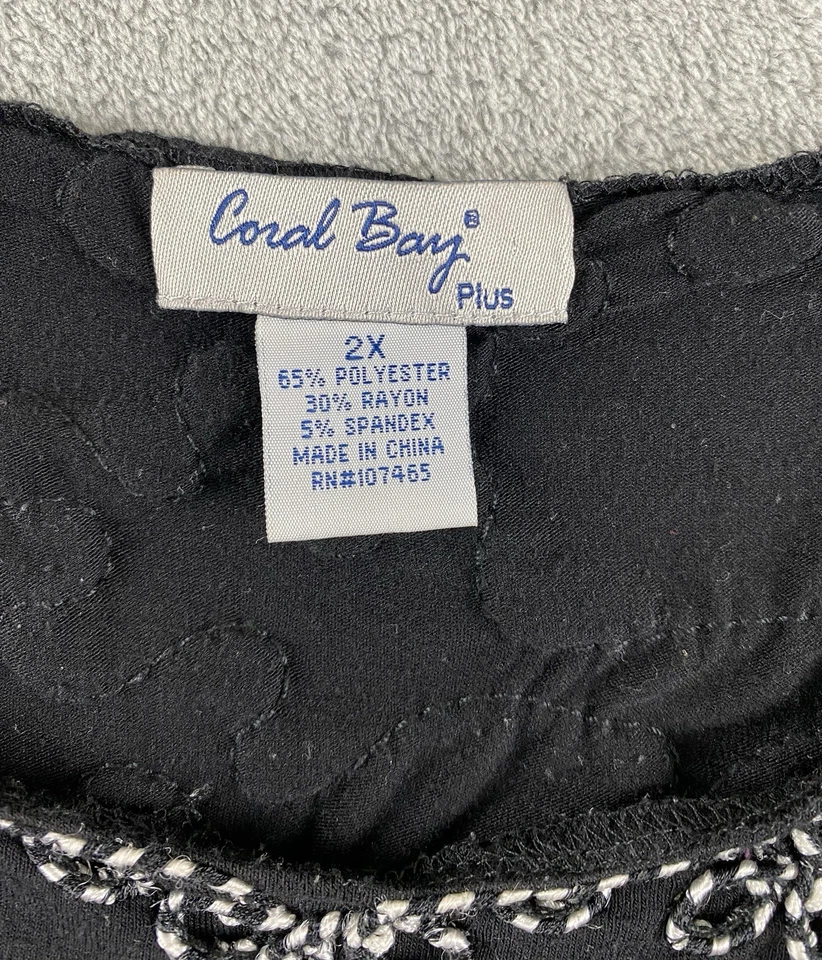 Coral Bay®
Plus
2X
65% POLYESTER
30% RAYON
5% SPANDEX
MADE IN CHINA
RN#107465